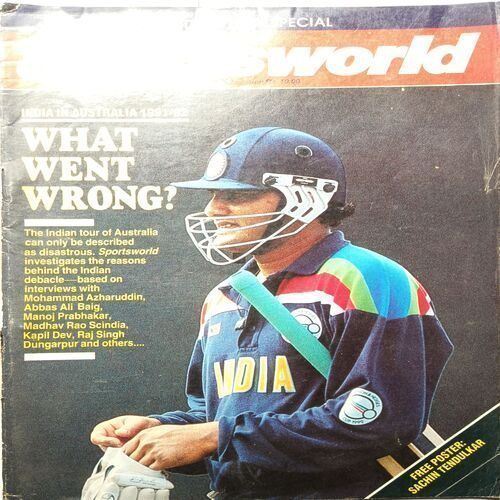 SPECIAL
sworld
INDIA IN AUSTRALIA 1991-92
WHAT
WENT
WRONG?
The Indian tour of Australia
can only be described
as disastrous. Sportsworld
investigates the reasons
behind the Indian
debacle—based on
interviews with
Mohammad Azharuddin,
Abbas Ali Baig,
Manoj Prabhakar,
Madhav Rao Scindia,
Kapil Dev, Raj Singh
Dungarpur and others....
INDIA
FREE POSTER:
SACHIN TENDULKAR